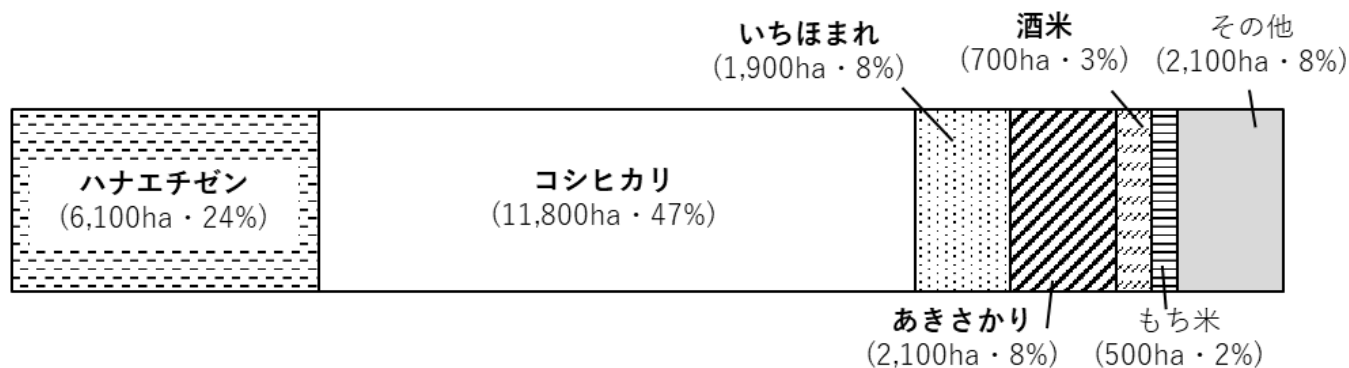 いちほまれ
(1,900ha・8%)
酒米
(700ha・3%)
その他
(2,100ha・8%)
ハナエチゼン
(6,100ha・24%)
コシヒカリ
(11,800ha・47%)
あきさかり
(2,100ha・8%)
もち米
(500ha・2%)